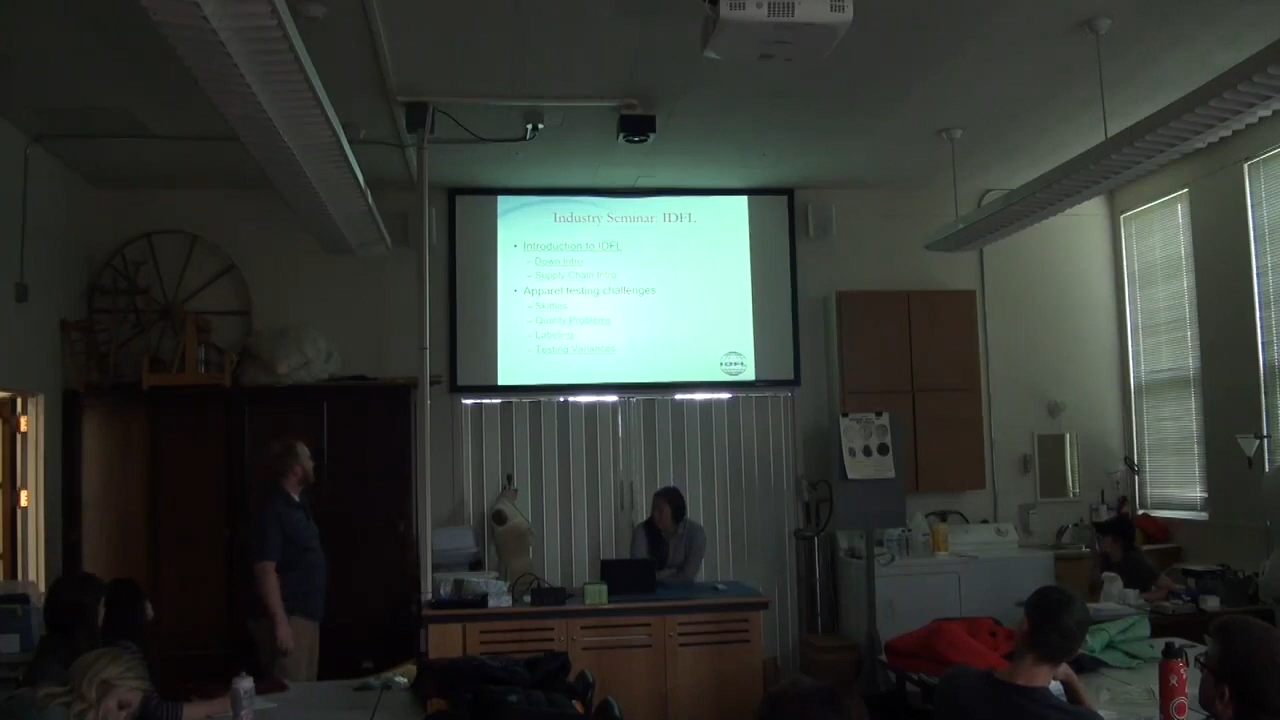 Industry Seminar: IDFL
• Introduction to IDFL
– Down Intro
– Supply Chain Intro
• Apparel testing challenges
– Quality Problems
– Labeling
– Testing Variances
IDFL